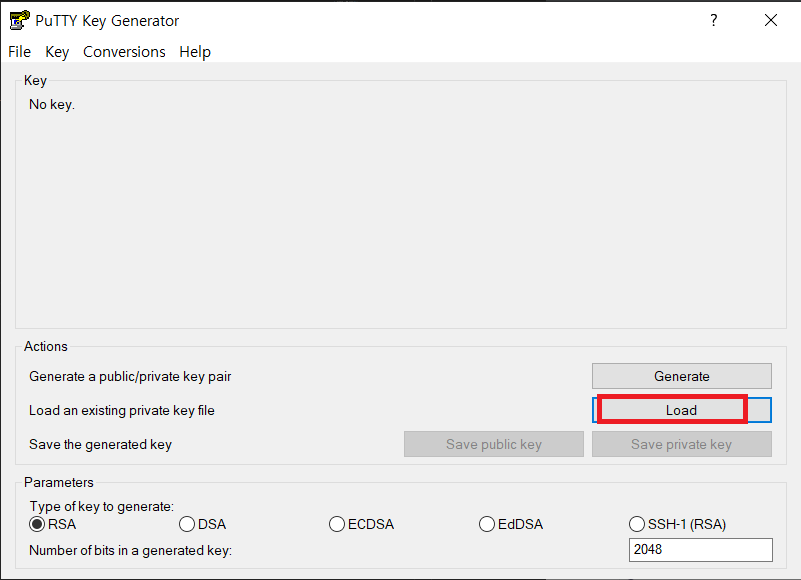 PuTTY Key Generator
?
File Key Conversions Help
Key
No key.
Actions
Generate a public/private key pair
Generate
Load an existing private key file
Load
Save the generated key
Save public key
Save private key
Parameters
Type of key to generate:
RSA
DSA
ECDSA
EdDSA
SSH-1 (RSA)
Number of bits in a generated key:
2048